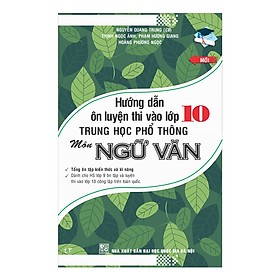 NGUYỄN QUANG TRUNG (CB)
TRỊNH NGỌC ÁNH, PHẠM HƯƠNG GIANG
HOÀNG PHƯƠNG NGỌC
MỚI
Hướng dẫn
ôn luyện thi vào lớp 10
TRUNG HỌC PHỔ THÔNG
Môn NGỮ VĂN
Tổng ôn tập kiến thức và kĩ năng
Dành cho HS lớp 9 ôn tập và luyện
thi vào lớp 10 công lập trên toàn quốc
NHÀ XUẤT BẢN ĐẠI HỌC QUỐC GIA HÀ NỘI